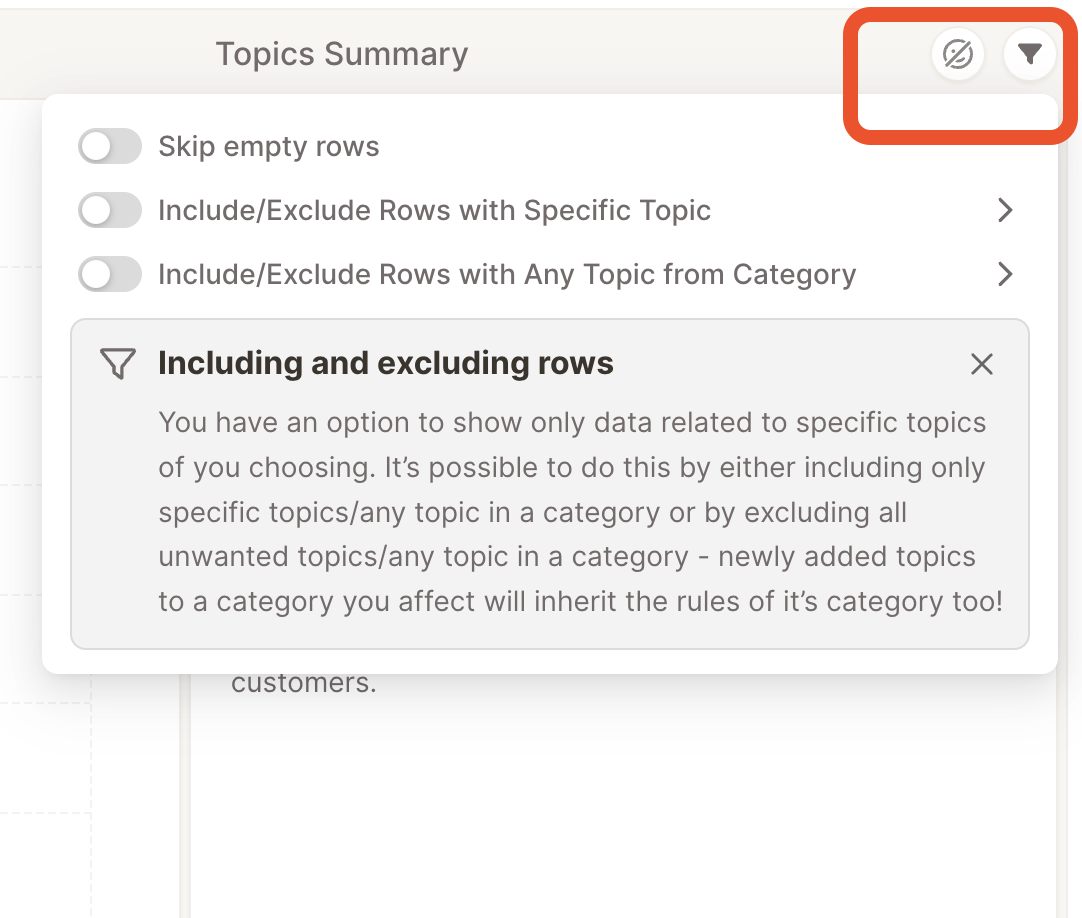 Topics Summary
Skip empty rows
Include/Exclude Rows with Specific Topic
Include/Exclude Rows with Any Topic from Category
Including and excluding rows
You have an option to show only data related to specific topics
of you choosing. It’s possible to do this by either including only
specific topics/any topic in a category or by excluding all
unwanted topics/any topic in a category - newly added topics
to a category you affect will inherit the rules of it’s category too!
customers.